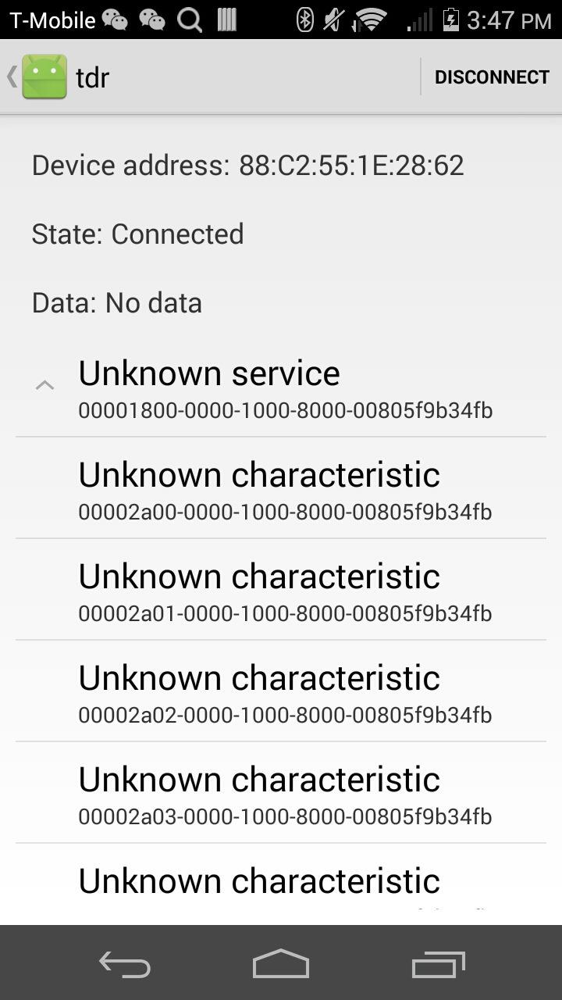 T-Mobile 3:47 PM
tdr DISCONNECT
Device address: 88:C2:55:1E:28:62
State: Connected
Data: No data
Unknown service
00001800-0000-1000-8000-00805f9b34fb
Unknown characteristic
00002a00-0000-1000-8000-00805f9b34fb
Unknown characteristic
00002a01-0000-1000-8000-00805f9b34fb
Unknown characteristic
00002a02-0000-1000-8000-00805f9b34fb
Unknown characteristic
00002a03-0000-1000-8000-00805f9b34fb
Unknown characteristic